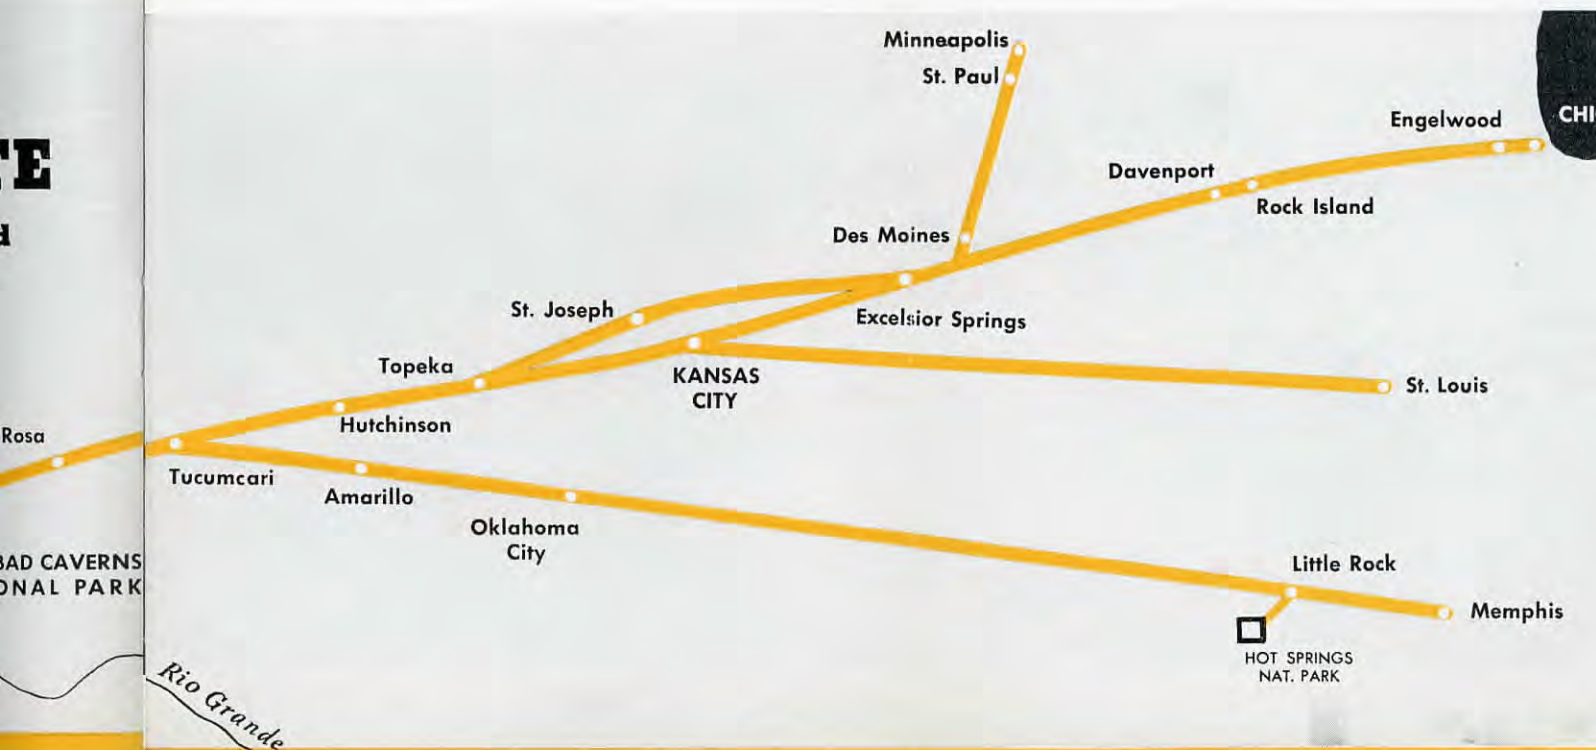 Minneapolis
St. Paul
Engelwood
CHI
TE
Davenport
Rock Island
d
Des Moines
St. Joseph
Excelsior Springs
Topeka
KANSAS
CITY
St. Louis
Hutchinson
Rosa
Tucumcari
Amarillo
Oklahoma
City
BAD CAVERNS
ONAL PARK
Little Rock
Memphis
HOT SPRINGS
NAT. PARK
Rio Grande